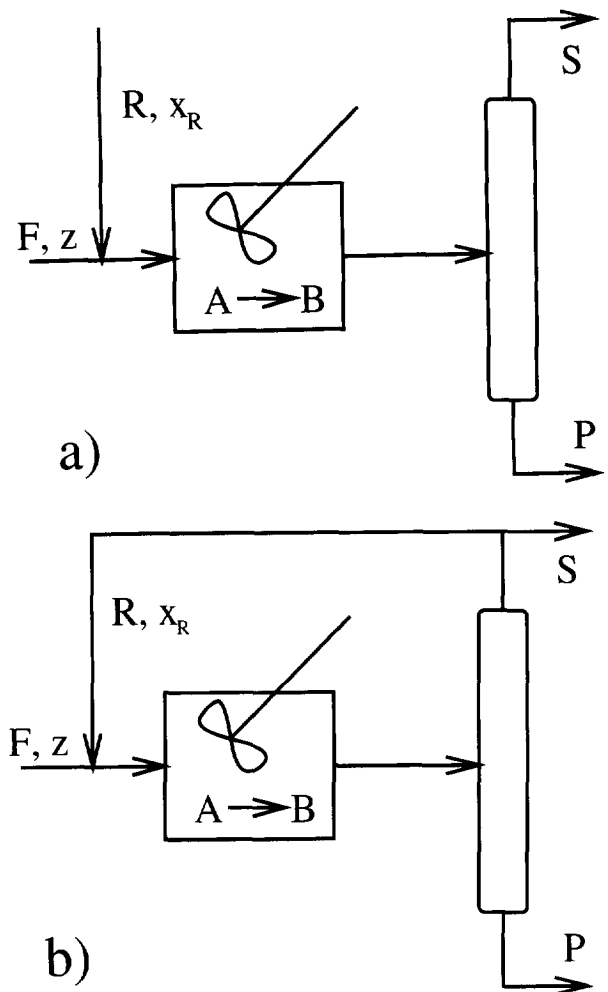 S
R, x_R
F, z
A → B
P
a)
S
R, x_R
F, z
A → B
P
b)